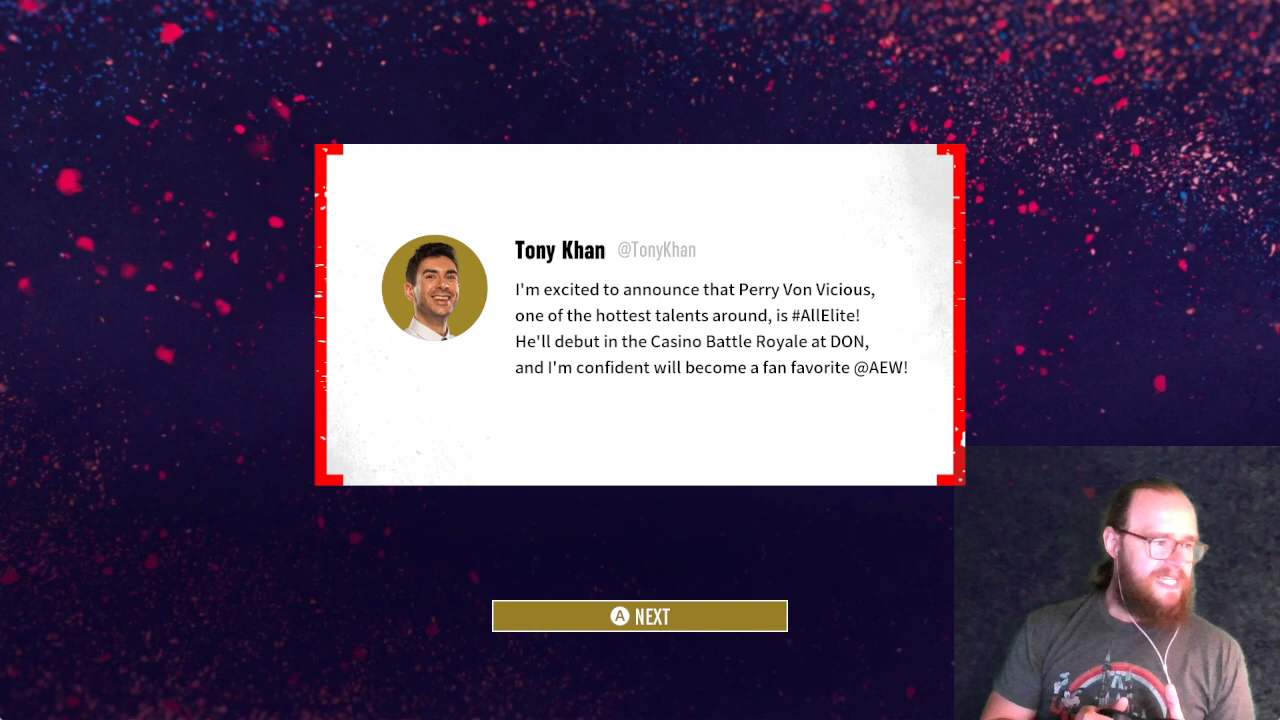 Tony Khan @TonyKhan
I'm excited to announce that Perry Von Vicious,
one of the hottest talents around, is #AllElite!
He'll debut in the Casino Battle Royale at DON,
and I'm confident will become a fan favorite @AEW!
A NEXT